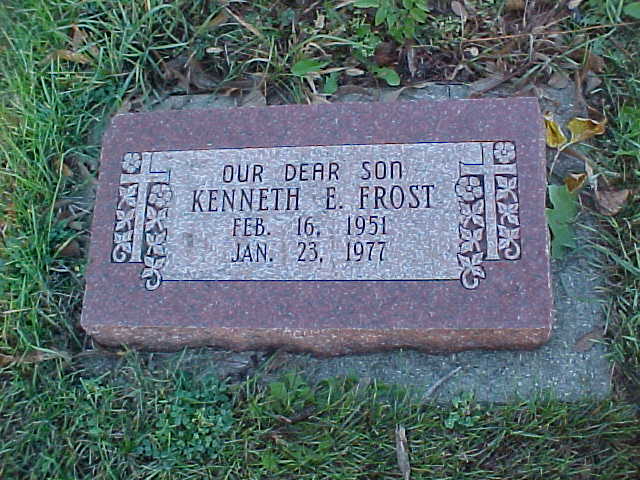 OUR DEAR SON
KENNETH E. FROST
FEB. 16, 1951
JAN. 23, 1977